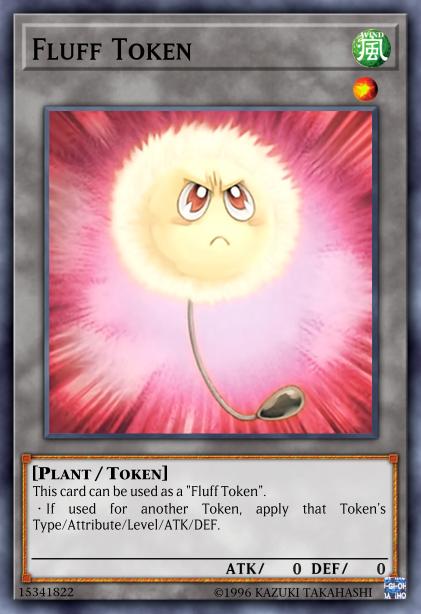 Fluff Token
WIND
風
[Plant / Token]
This card can be used as a "Fluff Token".
・If used for another Token, apply that Token's
Type/Attribute/Level/ATK/DEF.
ATK/ 0 DEF/ 0
15341822 ©1996 KAZUKI TAKAHASHI